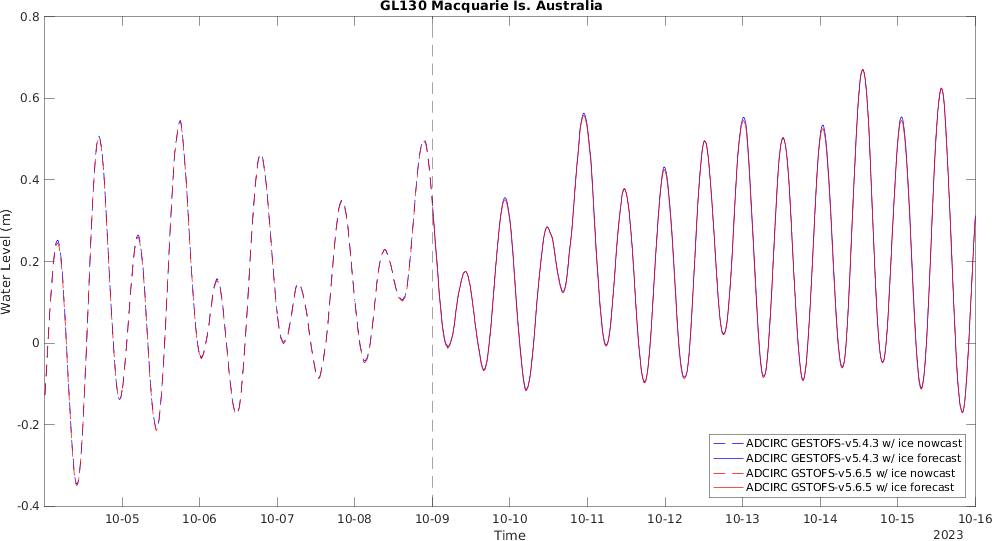 GL130 Macquarie Is. Australia
Water Level (m)
0.8
0.6
0.4
0.2
0
-0.2
-0.4
ADCIRC GESTOFS-v5.4.3 w/ ice nowcast
ADCIRC GESTOFS-v5.4.3 w/ ice forecast
ADCIRC GSTOFS-v5.6.5 w/ ice nowcast
ADCIRC GSTOFS-v5.6.5 w/ ice forecast
10-05 10-06 10-07 10-08 10-09 10-10 10-11 10-12 10-13 10-14 10-15 10-16
Time
2023